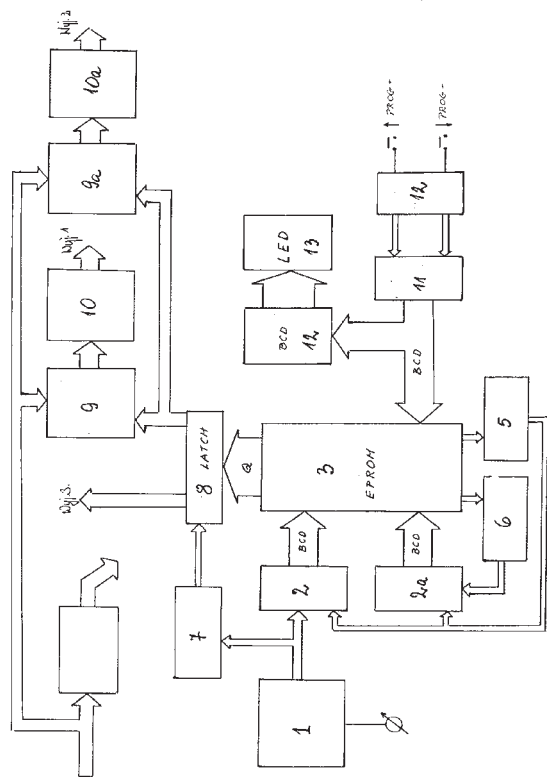 Wyj.2
10a
9a
Wyj.1
10
9
Wyj.3
8 LATCH
7
1
Q
3
EPROM
BCD
2
BCD
2a
6
5
BCD
LED
13
BCD
12
11
12
PROG +
PROG -